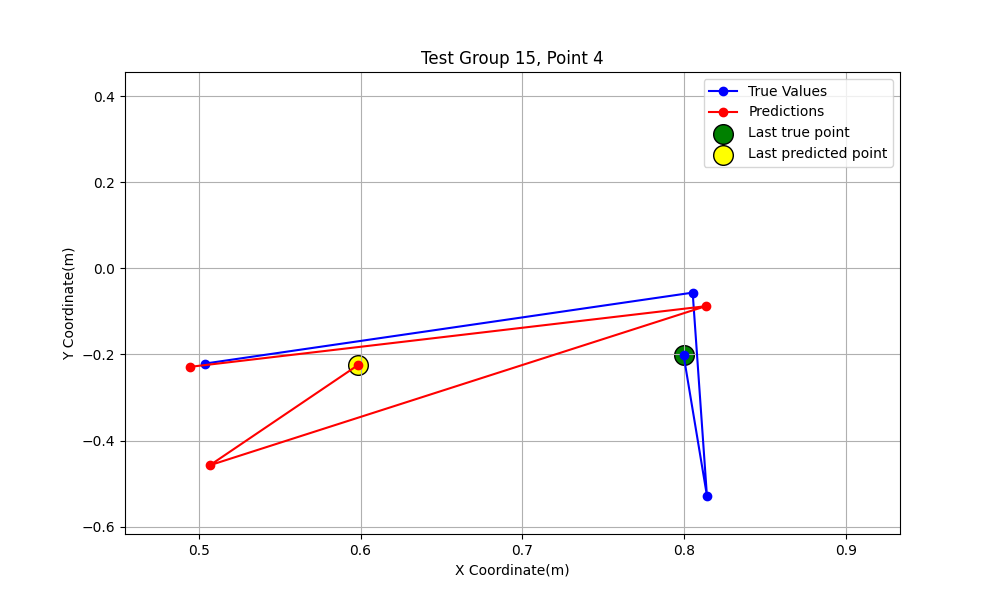 Test Group 15, Point 4
True Values
Predictions
Last true point
Last predicted point
0.4
0.2
0.0
−0.2
−0.4
−0.6
Y Coordinate(m)
0.5 0.6 0.7 0.8 0.9
X Coordinate(m)